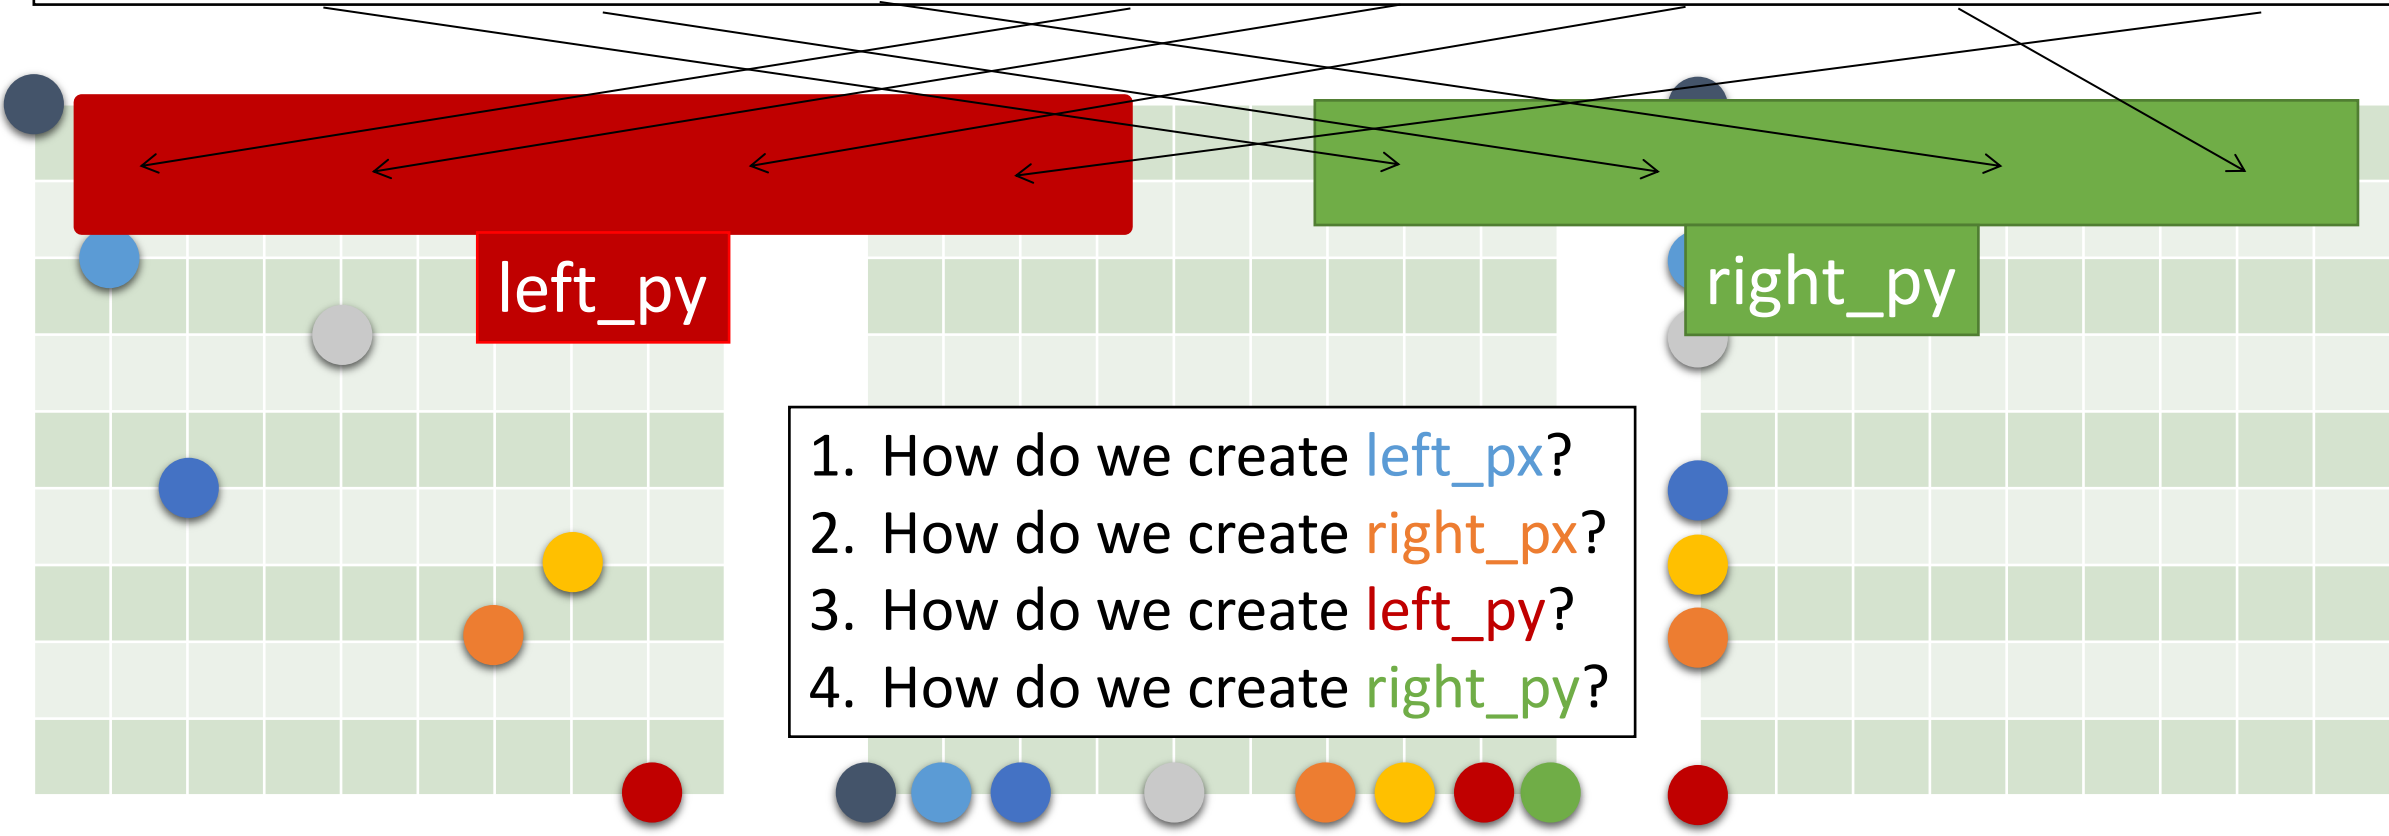 left_py
right_py
1. How do we create left_px?
2. How do we create right_px?
3. How do we create left_py?
4. How do we create right_py?